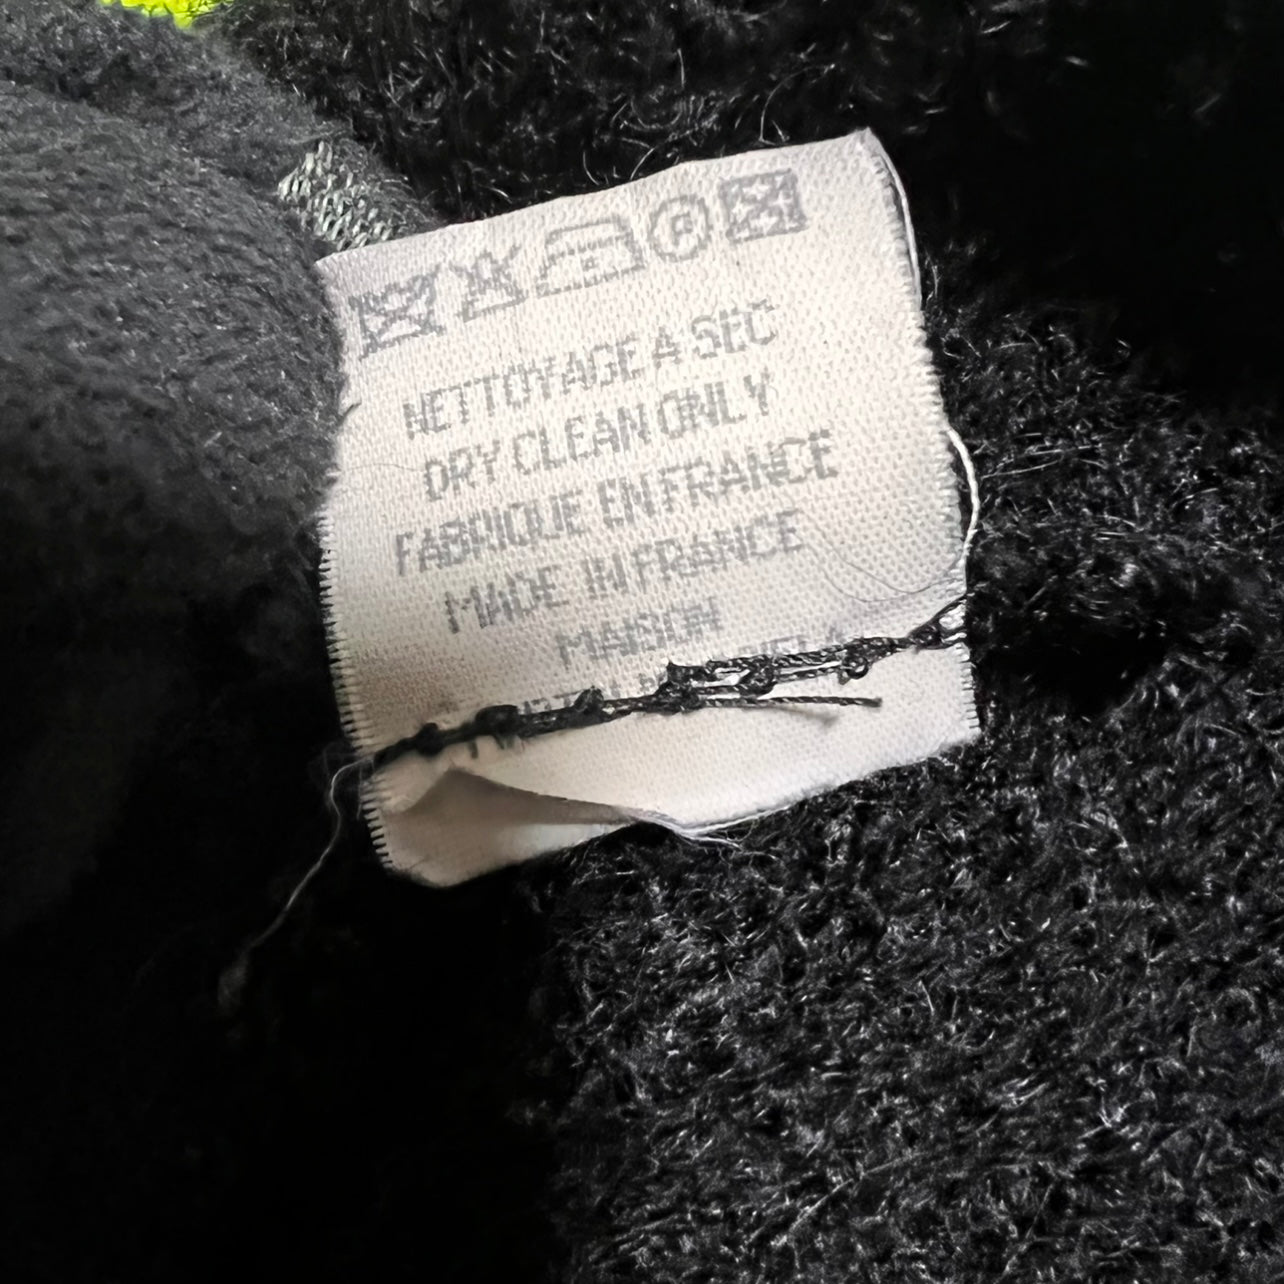 P
NETTOYAGE A SEC
DRY CLEAN ONLY
FABRIQUE EN FRANCE
MADE IN FRANCE
MAISON